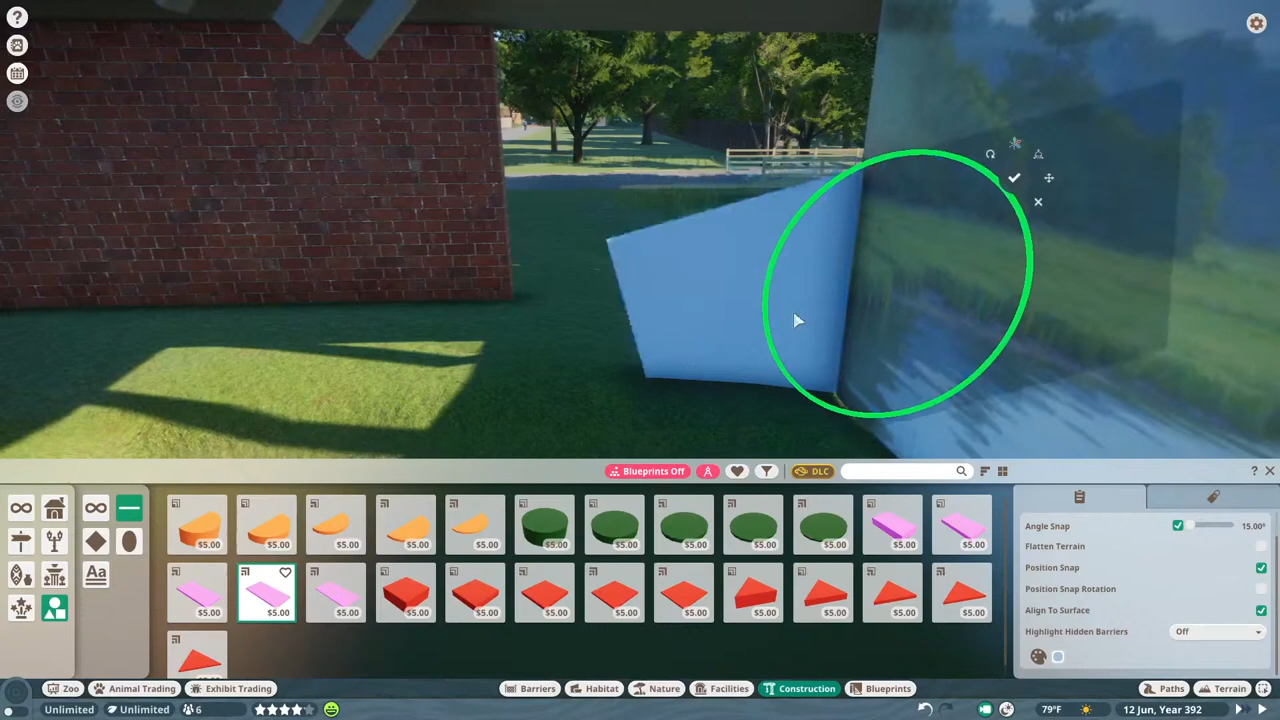 ?
Blueprints Off
DLC
? ×
$5.00 $5.00 $5.00 $5.00 $5.00 $5.00 $5.00 $5.00 $5.00 $5.00 $5.00 $5.00
$5.00 $5.00 $5.00 $5.00 $5.00 $5.00 $5.00 $5.00 $5.00 $5.00 $5.00 $5.00
Aa
Angle Snap 15.00°
Flatten Terrain
Position Snap
Position Snap Rotation
Align To Surface
Highlight Hidden Barriers Off
Zoo Animal Trading Exhibit Trading Barriers Habitat Nature Facilities Construction Blueprints Paths Terrain
Unlimited Unlimited 6 79°F 12 Jun, Year 392